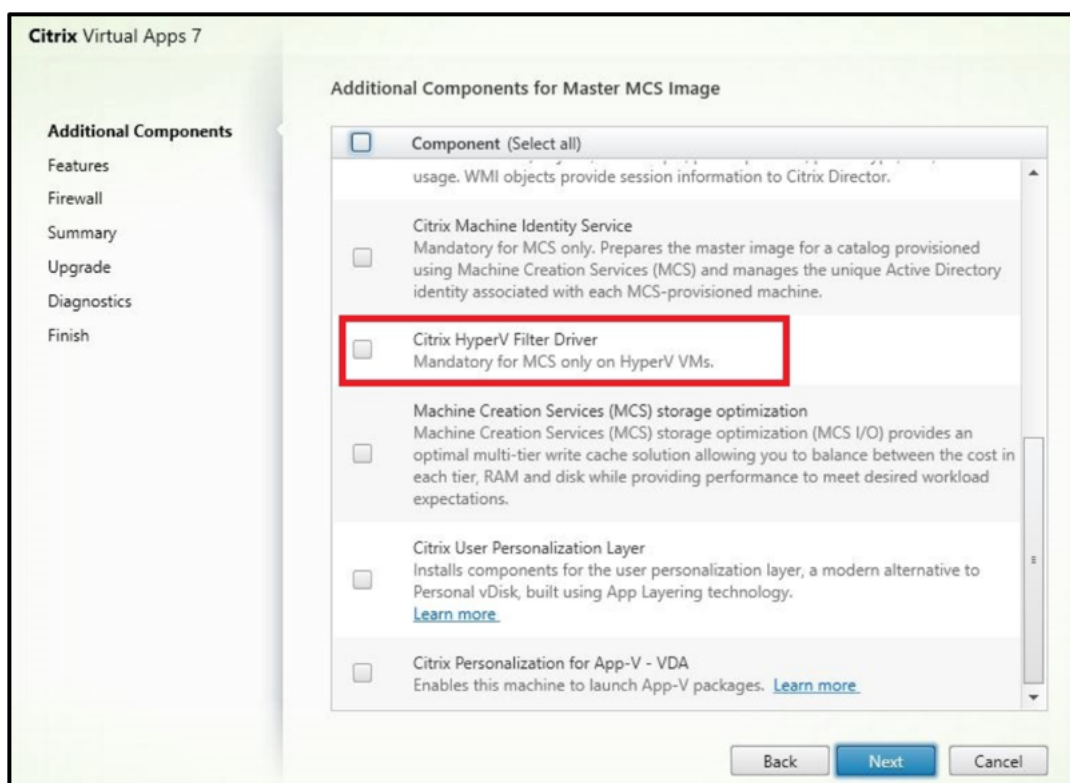 Citrix Virtual Apps 7
Additional Components
Features
Firewall
Summary
Upgrade
Diagnostics
Finish
Additional Components for Master MCS Image
Component (Select all)
usage. WMI objects provide session information to Citrix Director.
Citrix Machine Identity Service
Mandatory for MCS only. Prepares the master image for a catalog provisioned
using Machine Creation Services (MCS) and manages the unique Active Directory
identity associated with each MCS-provisioned machine.
Citrix HyperV Filter Driver
Mandatory for MCS only on HyperV VMs.
Machine Creation Services (MCS) storage optimization
Machine Creation Services (MCS) storage optimization (MCS I/O) provides an
optimal multi-tier write cache solution allowing you to balance between the cost in
each tier, RAM and disk while providing performance to meet desired workload
expectations.
Citrix User Personalization Layer
Installs components for the user personalization layer, a modern alternative to
Personal vDisk, built using App Layering technology.
Learn more
Citrix Personalization for App-V - VDA
Enables this machine to launch App-V packages. Learn more
Back
Next
Cancel